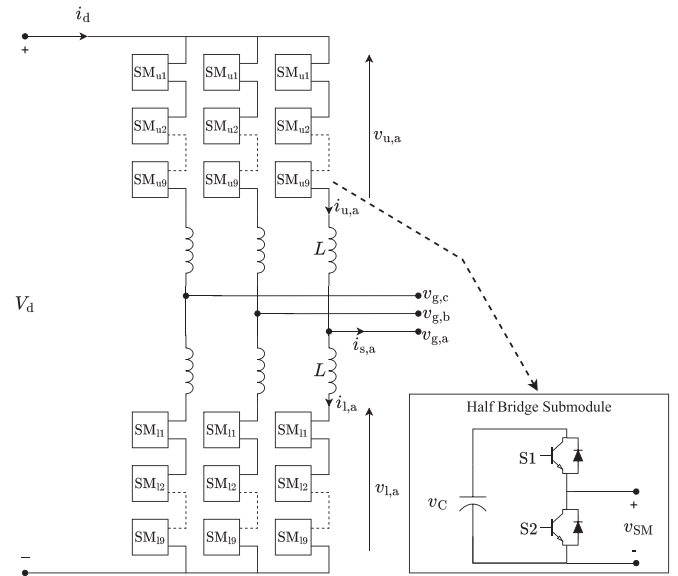 i_d
+
SM_u1 SM_u1 SM_u1
SM_u2 SM_u2 SM_u2
v_u,a
SM_u9 SM_u9 SM_u9
i_u,a
L
V_d
v_g,c
v_g,b
v_g,a
i_s,a
L
i_l,a
SM_l1 SM_l1 SM_l1
SM_l2 SM_l2 SM_l2
v_l,a
SM_l9 SM_l9 SM_l9
−
Half Bridge Submodule
S1
v_C
+
S2
v_SM
-